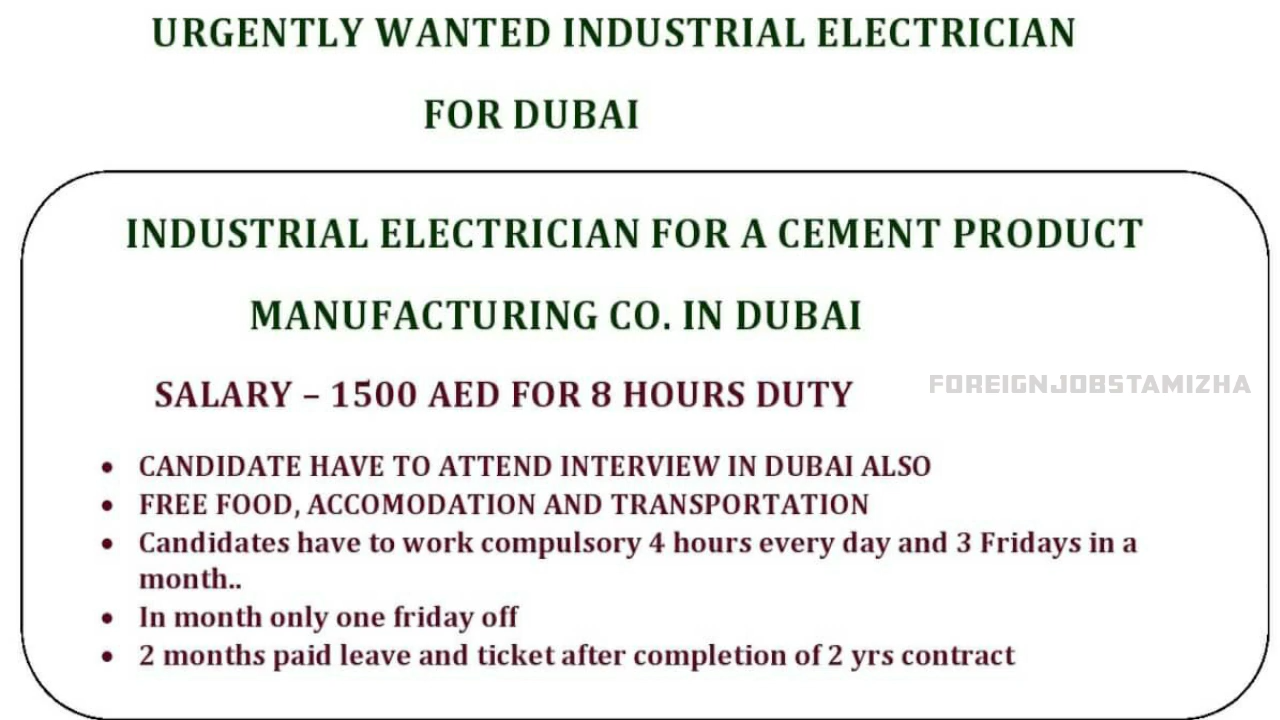 URGENTLY WANTED INDUSTRIAL ELECTRICIAN
FOR DUBAI
INDUSTRIAL ELECTRICIAN FOR A CEMENT PRODUCT
MANUFACTURING CO. IN DUBAI
SALARY – 1500 AED FOR 8 HOURS DUTY
FOREIGNJOBSTAMIZHA
• CANDIDATE HAVE TO ATTEND INTERVIEW IN DUBAI ALSO
• FREE FOOD, ACCOMODATION AND TRANSPORTATION
• Candidates have to work compulsory 4 hours every day and 3 Fridays in a
month..
• In month only one friday off
• 2 months paid leave and ticket after completion of 2 yrs contract